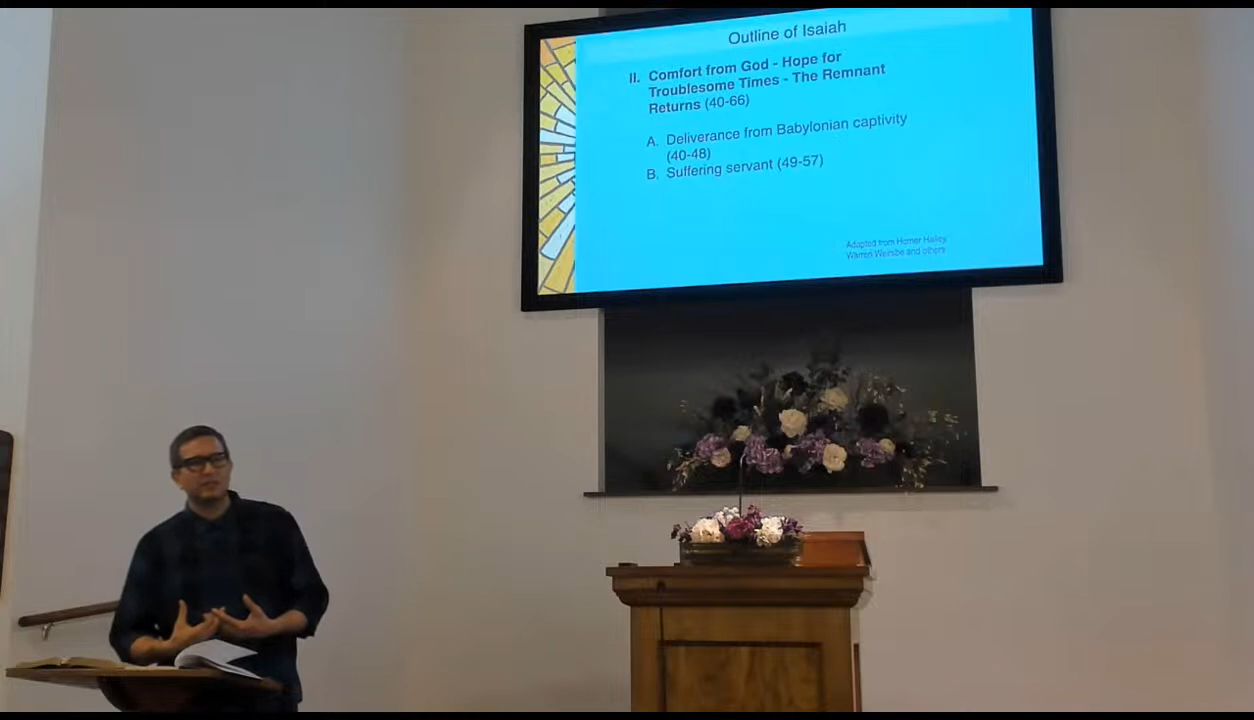 Outline of Isaiah
II. Comfort from God - Hope for
Troublesome Times - The Remnant
Returns (40-66)
A. Deliverance from Babylonian captivity
(40-48)
B. Suffering servant (49-57)
Adapted from Homer Hailey,
Warren Weirsbe and others